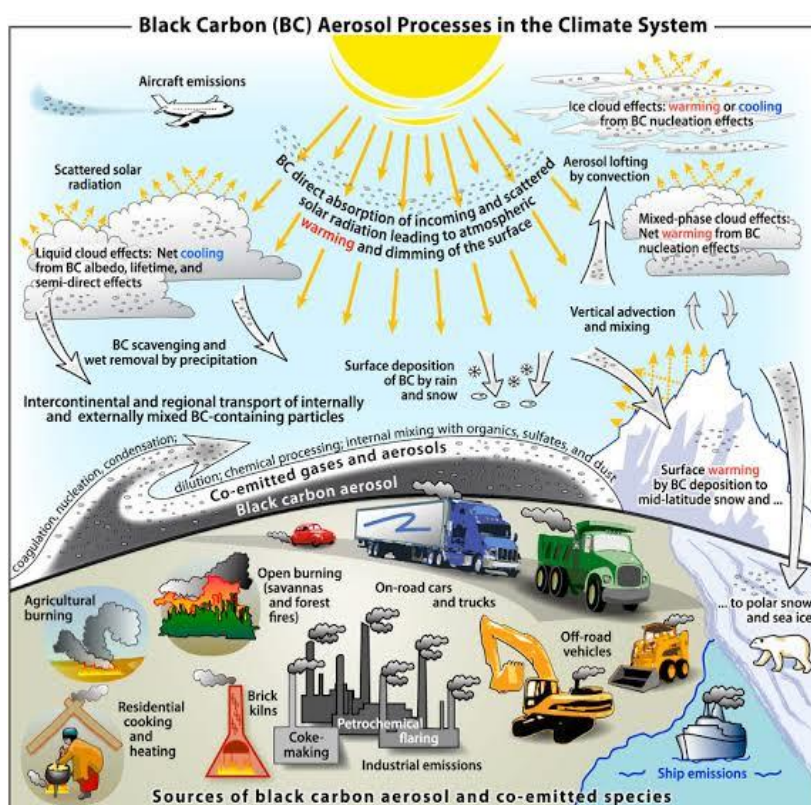 Black Carbon (BC) Aerosol Processes in the Climate System
Aircraft emissions
Ice cloud effects: warming or cooling
from BC nucleation effects
Scattered solar
radiation
BC direct absorption of incoming and scattered
solar radiation leading to atmospheric
warming and dimming of the surface
Aerosol lofting
by convection
Liquid cloud effects: Net cooling
from BC albedo, lifetime, and
semi-direct effects
Mixed-phase cloud effects:
Net warming from BC
nucleation effects
Vertical advection
and mixing
BC scavenging and
wet removal by precipitation
Surface deposition
of BC by rain
and snow
Intercontinental and regional transport of internally
and externally mixed BC-containing particles
coagulation, nucleation, condensation;
dilution; chemical processing; internal mixing with organics, sulfates, and dust
Co-emitted gases and aerosols
Black carbon aerosol
Surface warming
by BC deposition to
mid-latitude snow and ...
... to polar snow
and sea ice
Agricultural
burning
Open burning
(savannas
and forest
fires)
On-road cars
and trucks
Off-road
vehicles
Residential
cooking
and
heating
Brick
kilns
Coke-
making
Petrochemical
flaring
Industrial emissions
Ship emissions
Sources of black carbon aerosol and co-emitted species